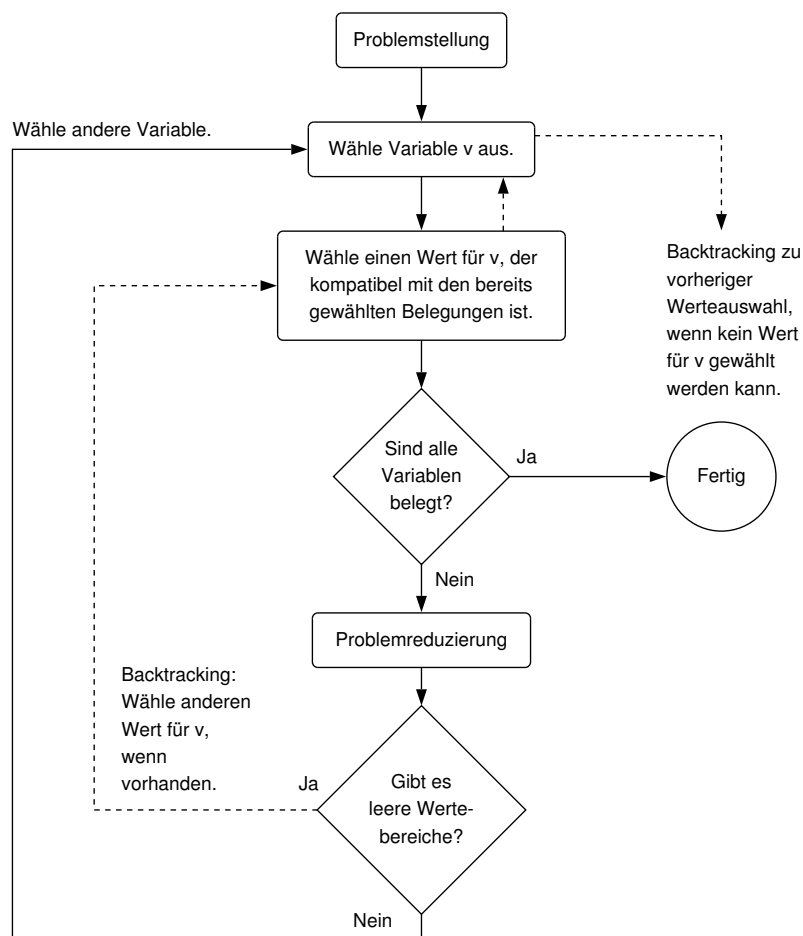 Problemstellung
Wähle andere Variable.
Wähle Variable v aus.
Wähle einen Wert für v, der
kompatibel mit den bereits
gewählten Belegungen ist.
Backtracking zu
vorheriger
Werteauswahl,
wenn kein Wert
für v gewählt
werden kann.
Sind alle
Variablen
belegt?
Ja
Fertig
Nein
Problemreduzierung
Backtracking:
Wähle anderen
Wert für v,
wenn
vorhanden.
Ja
Gibt es
leere Werte-
bereiche?
Nein